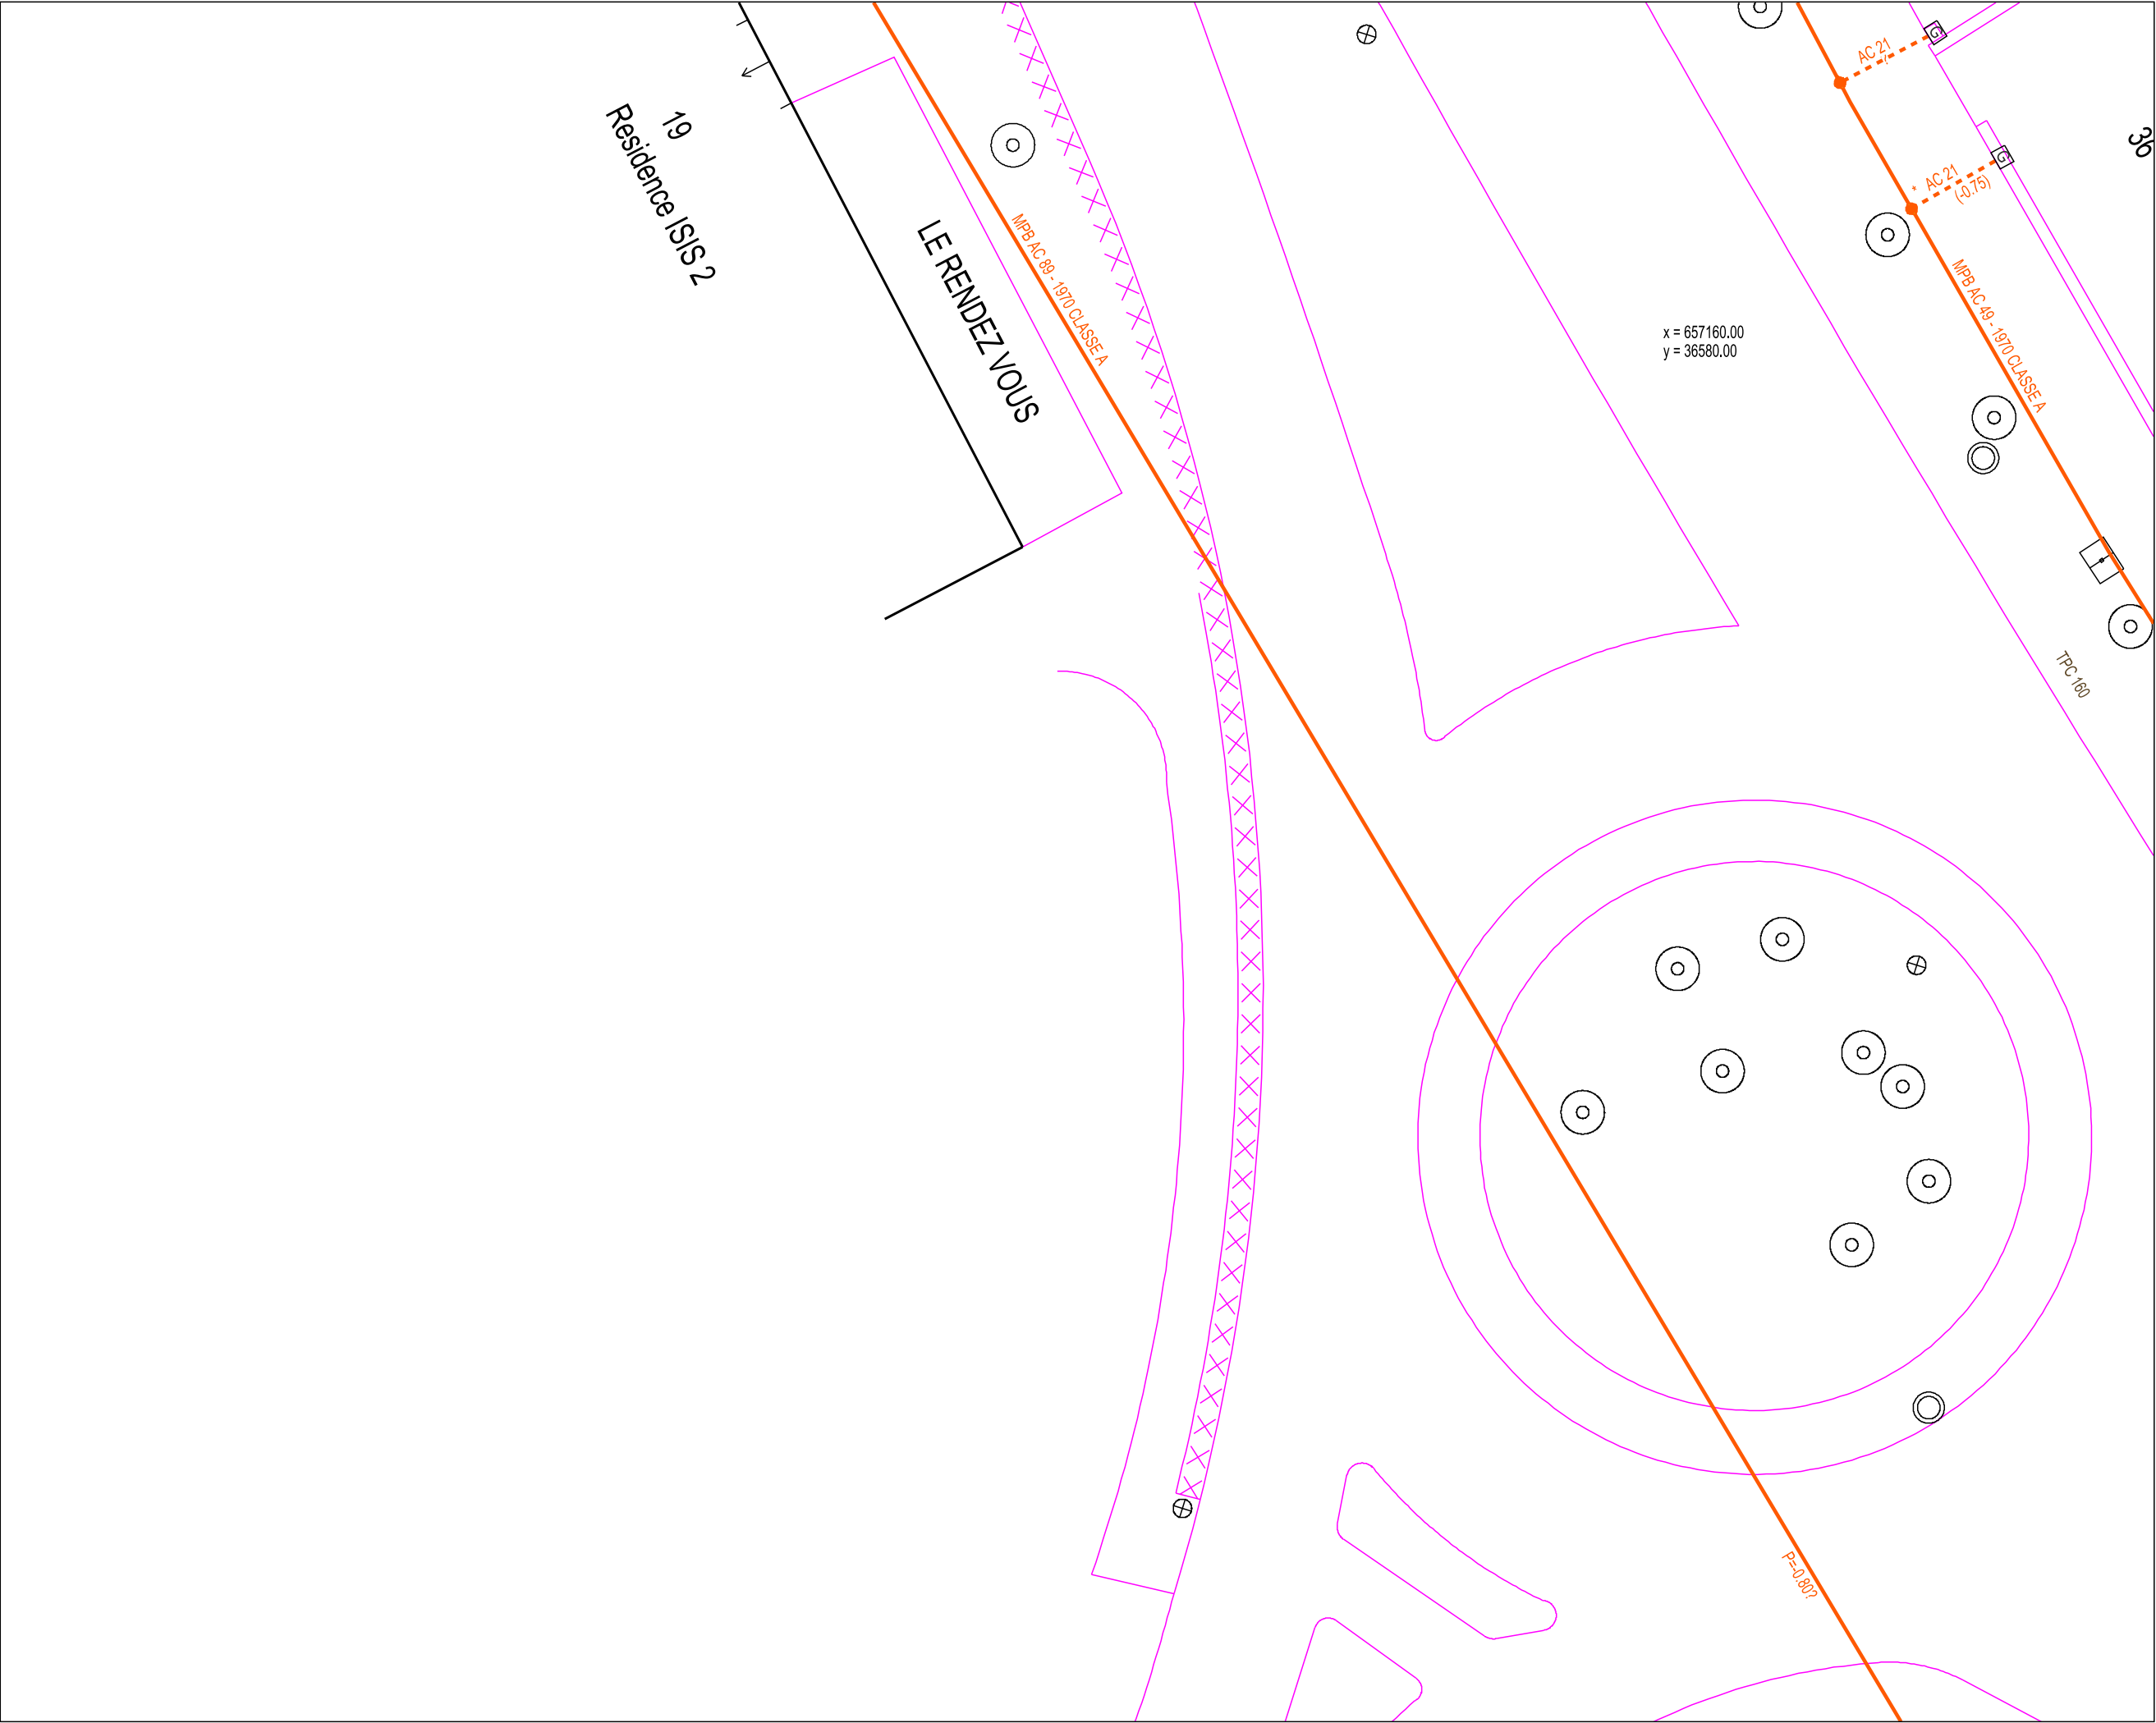 AC 21
?
G
36
G
* AC 21
(-0.75)
19
Residence ISIS 2
LE RENDEZ VOUS
MPB AC 89 - 1970 CLASSE A
x = 657160.00
y = 36580.00
MPB AC 49 - 1970 CLASSE A
TPC 160
P=0.80?